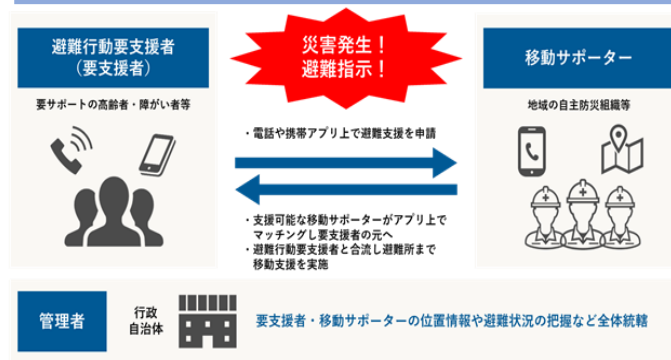 避難行動要支援者
（要支援者）
要サポートの高齢者・障がい者等
災害発生！
避難指示！
・電話や携帯アプリ上で避難支援を申請
・支援可能な移動サポーターがアプリ上で
マッチングし要支援者の元へ
・避難行動要支援者と合流し避難所まで
移動支援を実施
移動サポーター
地域の自主防災組織等
管理者
行政
自治体
要支援者・移動サポーターの位置情報や避難状況の把握など全体統轄